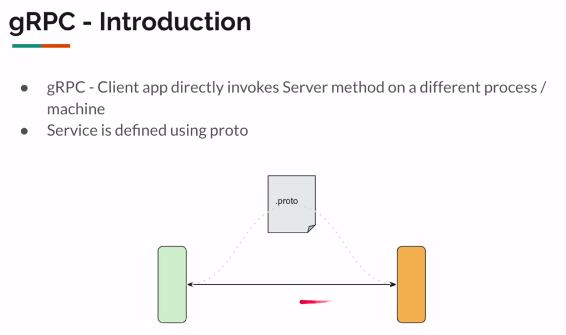 gRPC - Introduction
● gRPC - Client app directly invokes Server method on a different process /
machine
● Service is defined using proto
.proto